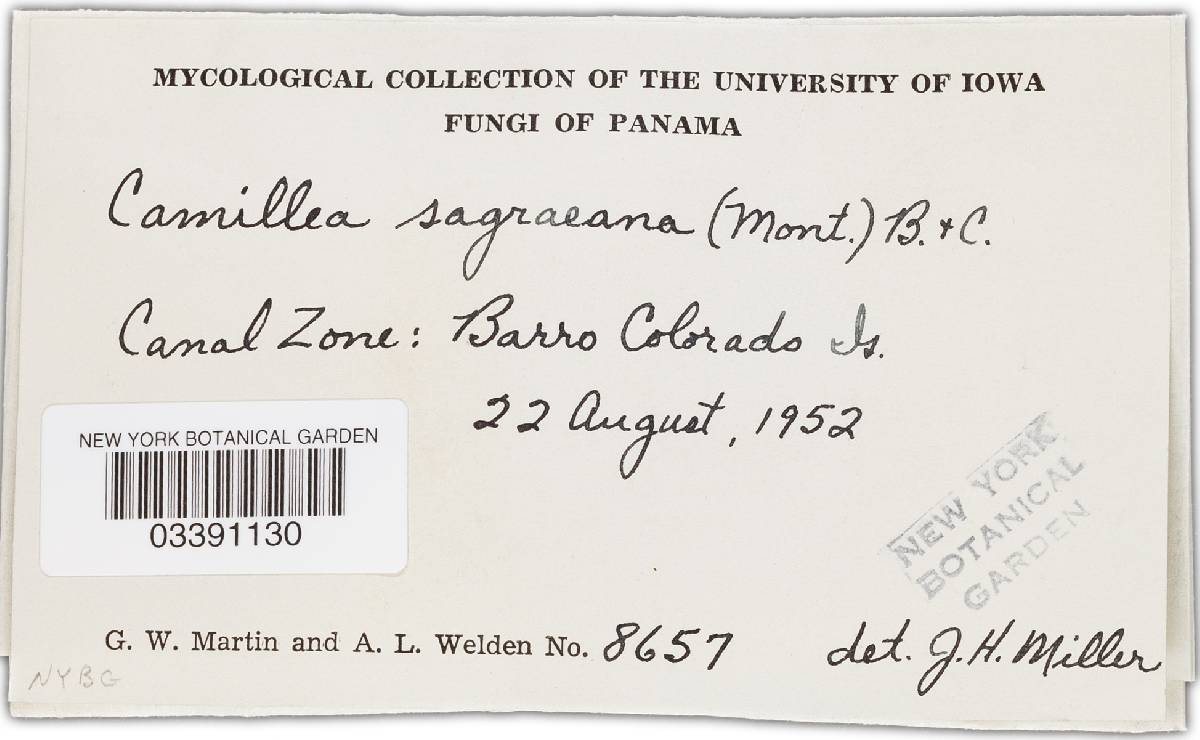 MYCOLOGICAL COLLECTION OF THE UNIVERSITY OF IOWA
FUNGI OF PANAMA
Camillea sagraeana (Mont.) B. & C.
Canal Zone: Barro Colorado Is.
22 August, 1952
NEW YORK BOTANICAL GARDEN
03391130
NEW YORK
BOTANICAL
GARDEN
G. W. Martin and A. L. Welden No. 8657
det. J. H. Miller
NYBG